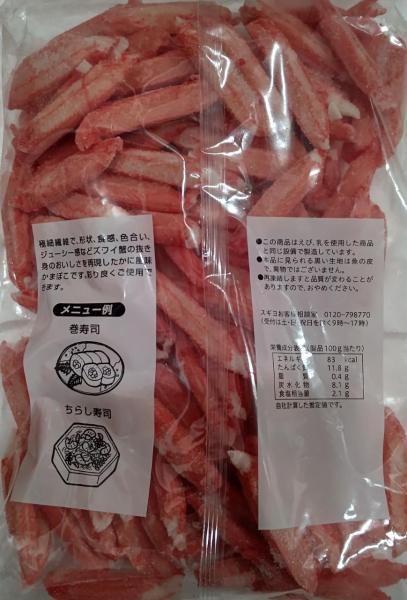 極細繊維で、形状、食感、色合い、
ジューシー感などズワイ蟹の抜き
身のおいしさを再現したかに風味
かまぼこです。彩り良くご使用で
きます。
メニュー例
巻寿司
ちらし寿司
●この商品はえび、乳を使用した商品
と同じ設備で製造しています。
●本品に見られる黒い生地は魚の皮
で、異物ではございません。
●再凍結しますと品質が変わることが
ありますので、おやめください。
スギヨお客様相談室 0120-798770
(受付は土・日・祝日を除く9時〜17時)
栄養成分表 (製品100g当たり)
エネルギー 83 kcal
たんぱく質 11.8 g
脂 質 0.4 g
炭水化物 8.1 g
食塩相当量 2.1 g
自社計算した推定値です。